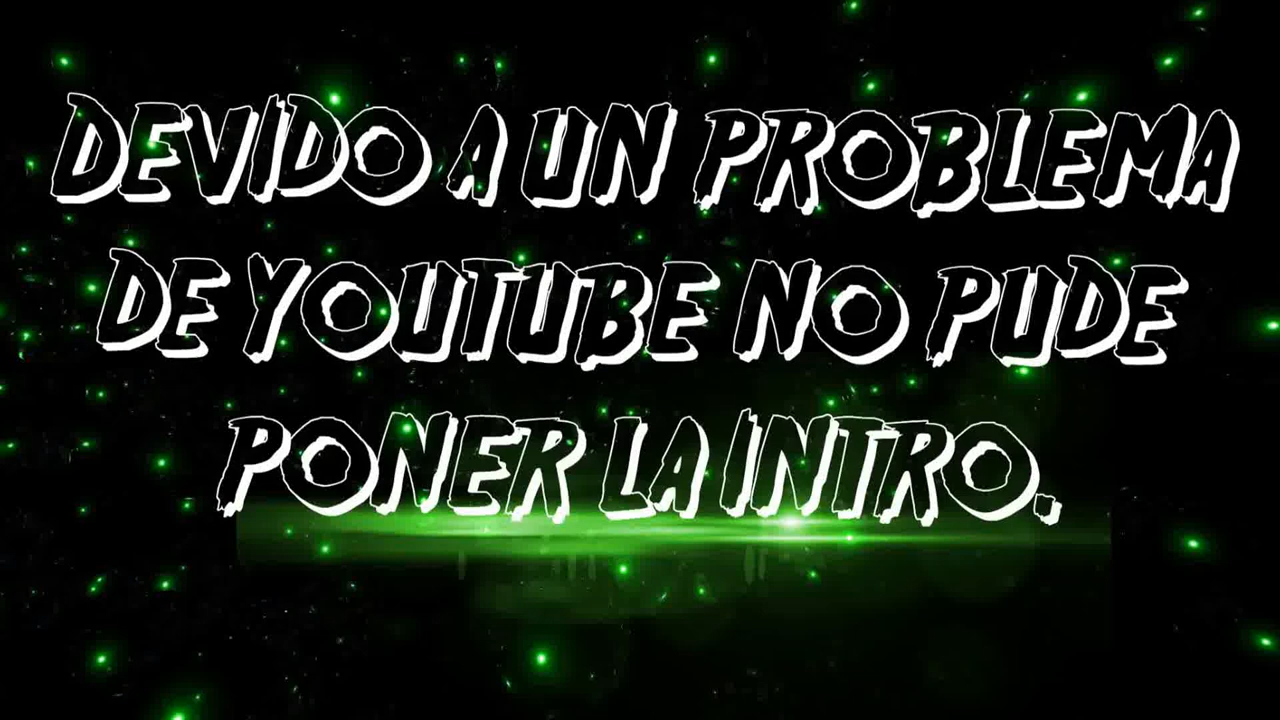 DEVIDO A UN PROBLEMA
DE YOUTUBE NO PUDE
PONER LA INTRO.